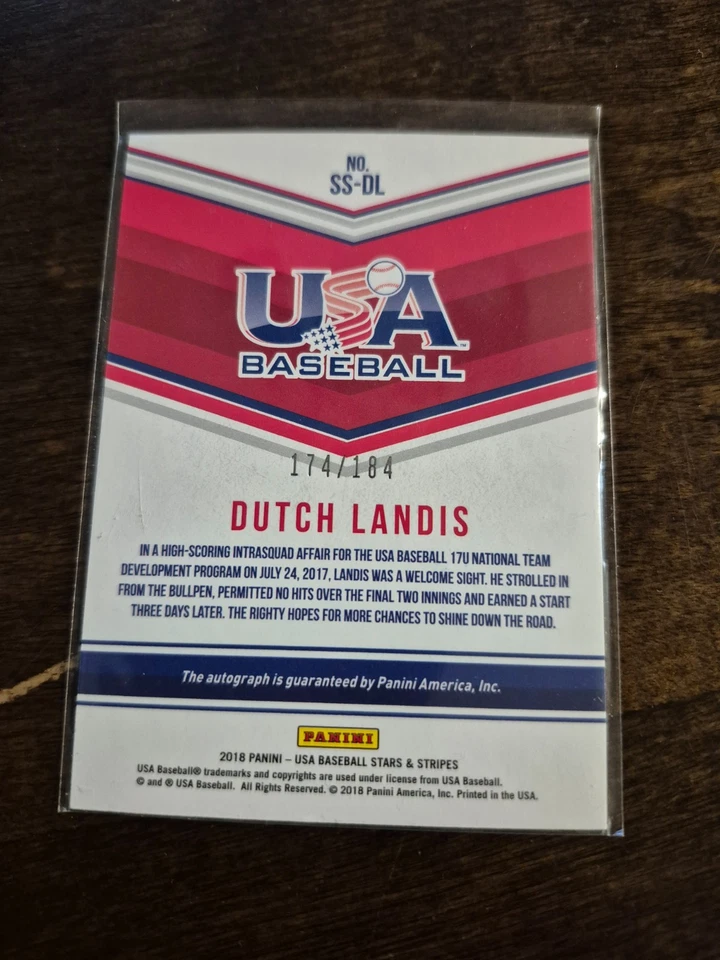 NO.
SS-DL
USA
BASEBALL
174/184
DUTCH LANDIS
IN A HIGH-SCORING INTRASQUAD AFFAIR FOR THE USA BASEBALL 17U NATIONAL TEAM
DEVELOPMENT PROGRAM ON JULY 24, 2017, LANDIS WAS A WELCOME SIGHT. HE STROLLED IN
FROM THE BULLPEN, PERMITTED NO HITS OVER THE FINAL TWO INNINGS AND EARNED A START
THREE DAYS LATER. THE RIGHTY HOPES FOR MORE CHANCES TO SHINE DOWN THE ROAD.
The autograph is guaranteed by Panini America, Inc.
PANINI
2018 PANINI – USA BASEBALL STARS & STRIPES
USA Baseball® trademarks and copyrights are used under license from USA Baseball.
© and ® USA Baseball. All Rights Reserved. © 2018 Panini America, Inc. Printed in the USA.